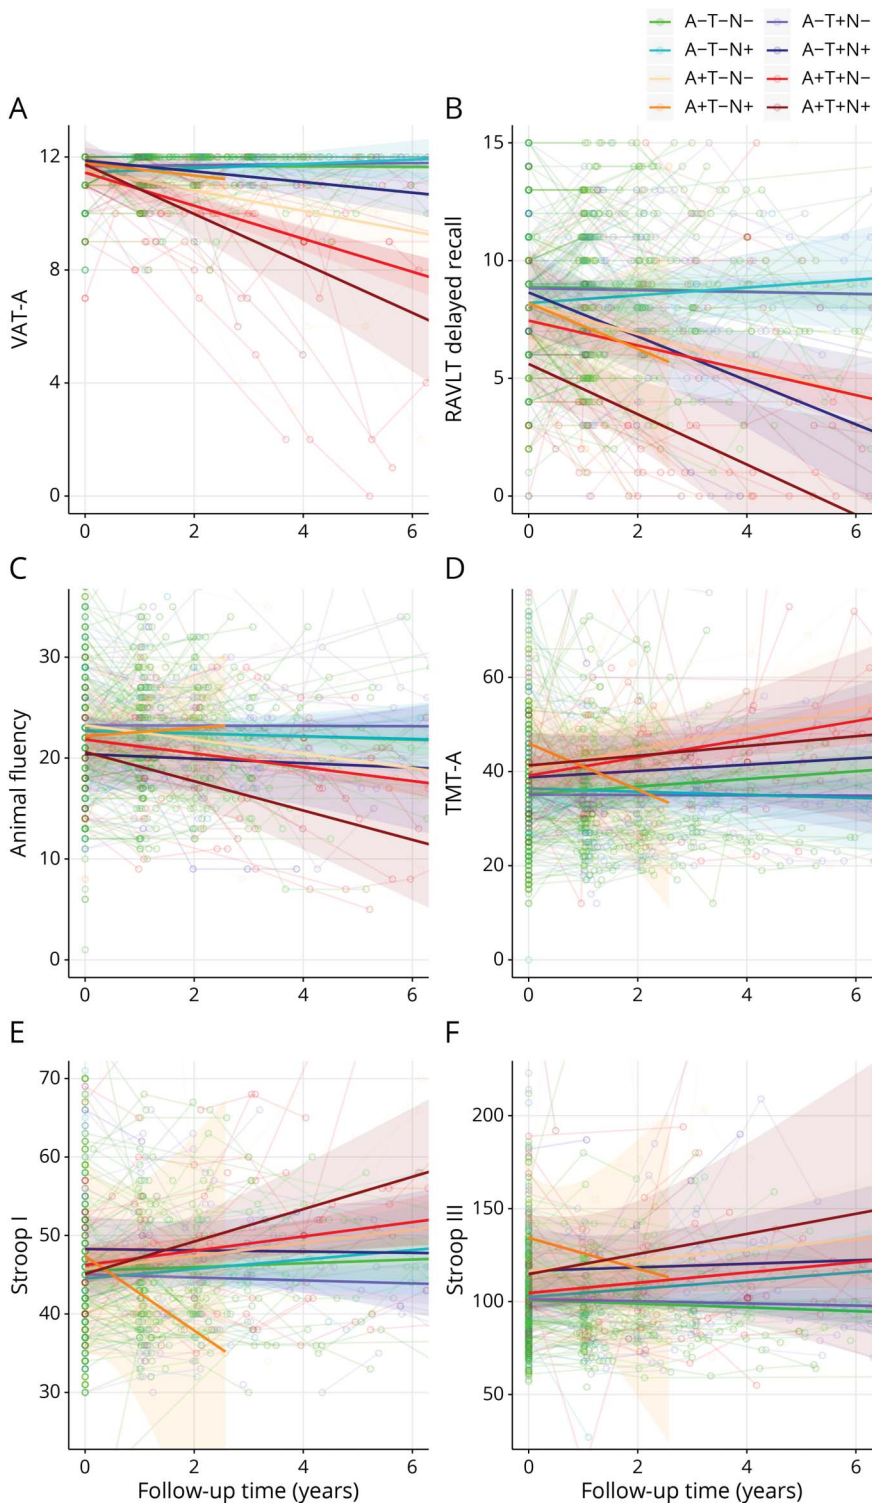 A−T−N− A−T+N−
A−T−N+ A−T+N+
A+T−N− A+T+N−
A+T−N+ A+T+N+
A B
VAT-A
12
8
4
0
0 2 4 6
RAVLT delayed recall
15
10
5
0
0 2 4 6
C D
Animal fluency
30
20
10
0
0 2 4 6
TMT-A
60
40
20
0
0 2 4 6
E F
Stroop I
70
60
50
40
30
0 2 4 6
Follow-up time (years)
Stroop III
200
150
100
50
0 2 4 6
Follow-up time (years)